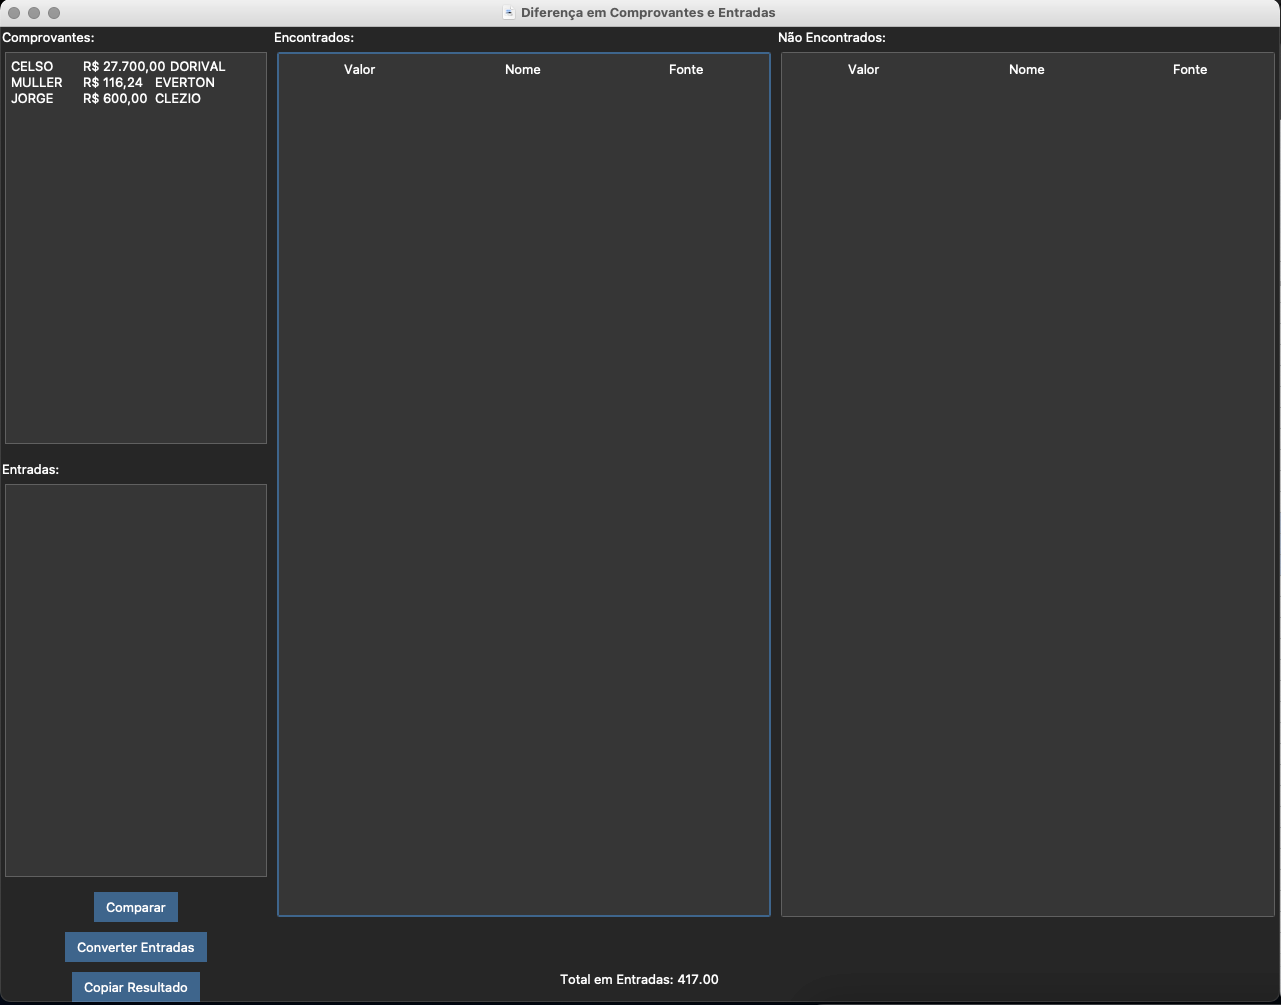 Diferença em Comprovantes e Entradas
Comprovantes:
CELSO R$ 27.700,00 DORIVAL
MULLER R$ 116,24 EVERTON
JORGE R$ 600,00 CLEZIO
Entradas:
Comparar
Converter Entradas
Copiar Resultado
Encontrados:
Valor Nome Fonte
Não Encontrados:
Valor Nome Fonte
Total em Entradas: 417.00